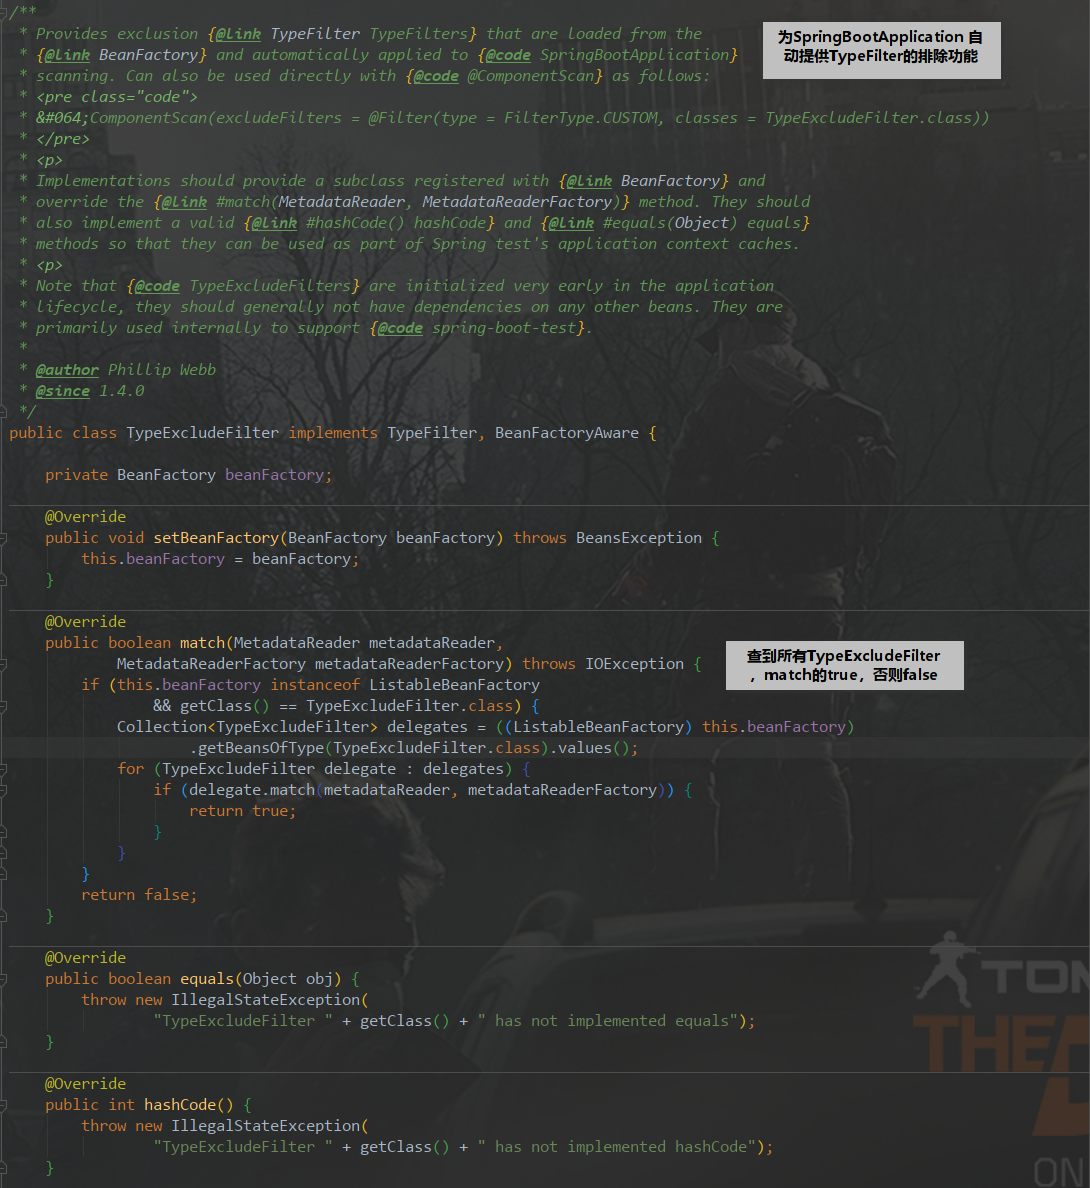 /**
 * Provides exclusion {@link TypeFilter TypeFilters} that are loaded from the
 * {@link BeanFactory} and automatically applied to {@code SpringBootApplication}
 * scanning. Can also be used directly with {@code @ComponentScan} as follows:
 * <pre class="code">
 * &#064;ComponentScan(excludeFilters = @Filter(type = FilterType.CUSTOM, classes = TypeExcludeFilter.class))
 * </pre>
 * <p>
 * Implementations should provide a subclass registered with {@link BeanFactory} and
 * override the {@link #match(MetadataReader, MetadataReaderFactory)} method. They should
 * also implement a valid {@link #hashCode() hashCode} and {@link #equals(Object) equals}
 * methods so that they can be used as part of Spring test's application context caches.
 * <p>
 * Note that {@code TypeExcludeFilters} are initialized very early in the application
 * lifecycle, they should generally not have dependencies on any other beans. They are
 * primarily used internally to support {@code spring-boot-test}.
 *
 * @author Phillip Webb
 * @since 1.4.0
 */
为SpringBootApplication 自
动提供TypeFilter的排除功能
public class TypeExcludeFilter implements TypeFilter, BeanFactoryAware {
private BeanFactory beanFactory;
@Override
public void setBeanFactory(BeanFactory beanFactory) throws BeansException {
this.beanFactory = beanFactory;
}
@Override
public boolean match(MetadataReader metadataReader,
MetadataReaderFactory metadataReaderFactory) throws IOException {
查到所有TypeExcludeFilter
，match的true，否则false
if (this.beanFactory instanceof ListableBeanFactory
&& getClass() == TypeExcludeFilter.class) {
Collection<TypeExcludeFilter> delegates = ((ListableBeanFactory) this.beanFactory)
.getBeansOfType(TypeExcludeFilter.class).values();
for (TypeExcludeFilter delegate : delegates) {
if (delegate.match(metadataReader, metadataReaderFactory)) {
return true;
}
}
}
return false;
}
@Override
public boolean equals(Object obj) {
throw new IllegalStateException(
"TypeExcludeFilter " + getClass() + " has not implemented equals");
}
@Override
public int hashCode() {
throw new IllegalStateException(
"TypeExcludeFilter " + getClass() + " has not implemented hashCode");
}
TOM
THE
ON